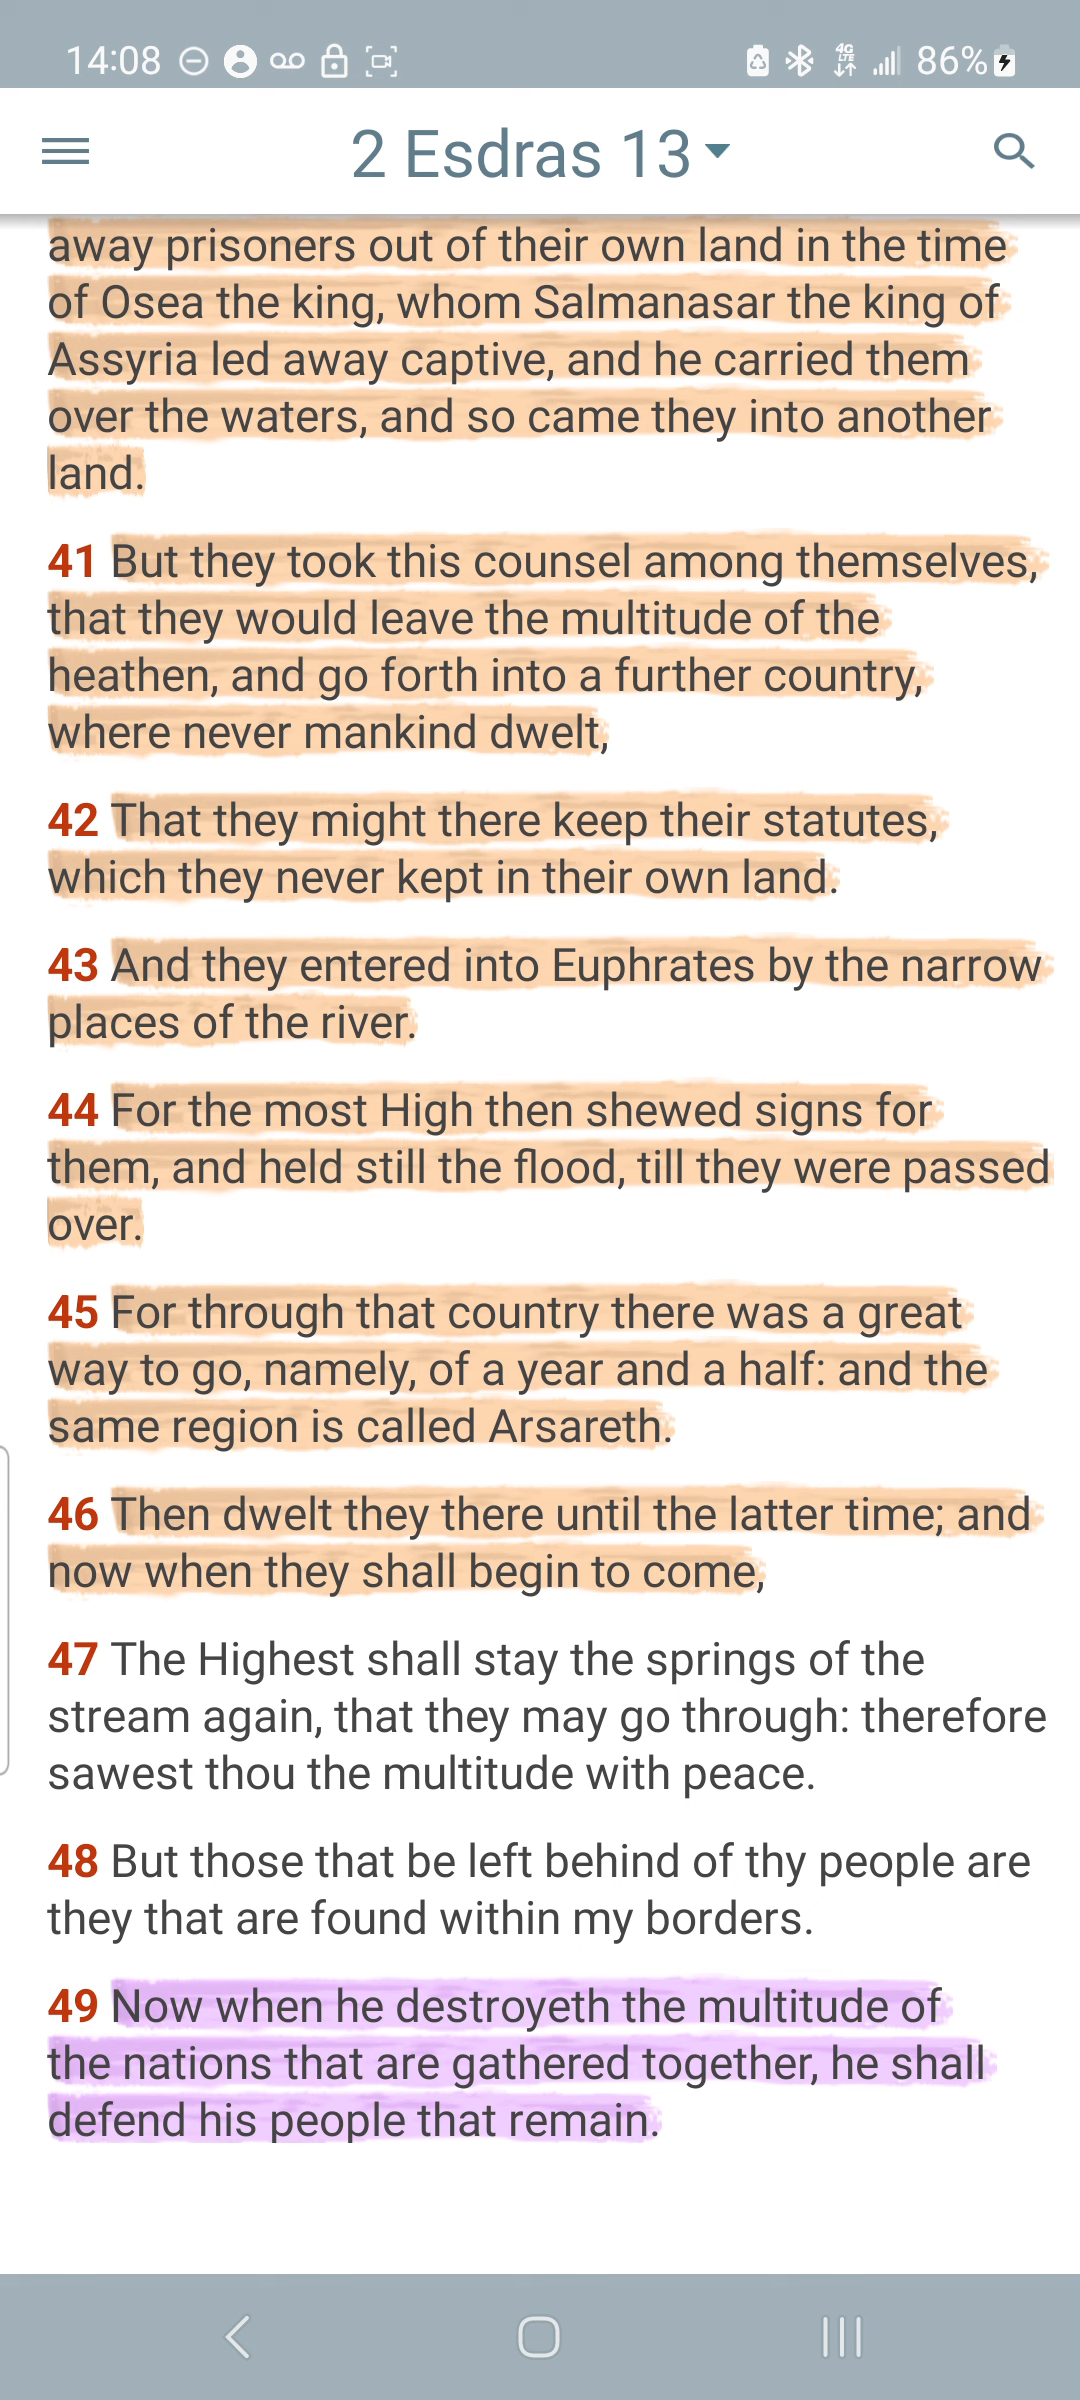 14:08
4G LTE 86%
2 Esdras 13
away prisoners out of their own land in the time
of Osea the king, whom Salmanasar the king of
Assyria led away captive, and he carried them
over the waters, and so came they into another
land.
41 But they took this counsel among themselves,
that they would leave the multitude of the
heathen, and go forth into a further country,
where never mankind dwelt,
42 That they might there keep their statutes,
which they never kept in their own land.
43 And they entered into Euphrates by the narrow
places of the river.
44 For the most High then shewed signs for
them, and held still the flood, till they were passed
over.
45 For through that country there was a great
way to go, namely, of a year and a half: and the
same region is called Arsareth.
46 Then dwelt they there until the latter time; and
now when they shall begin to come,
47 The Highest shall stay the springs of the
stream again, that they may go through: therefore
sawest thou the multitude with peace.
48 But those that be left behind of thy people are
they that are found within my borders.
49 Now when he destroyeth the multitude of
the nations that are gathered together, he shall
defend his people that remain.